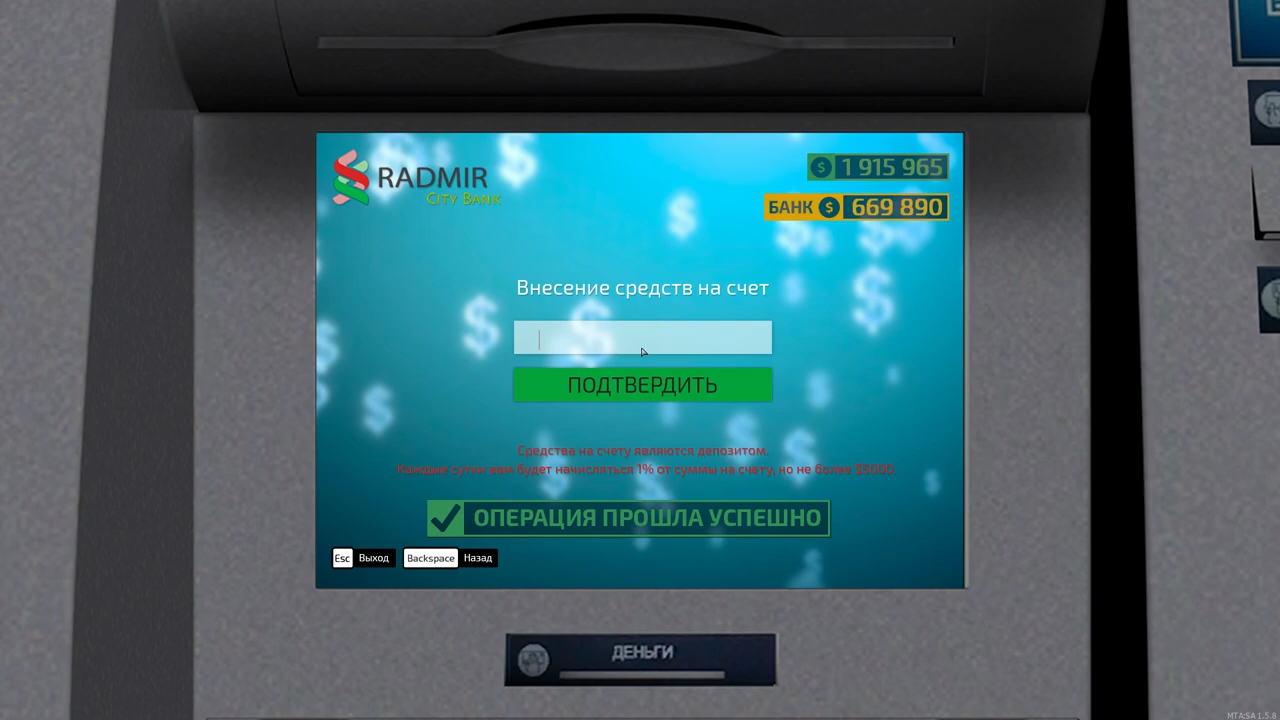 RADMIR
CITY BANK
$ 1 915 965
БАНК $ 669 890
Внесение средств на счет
ПОДТВЕРДИТЬ
Средства на счету являются депозитом.
Каждые сутки вам будет начисляться 1% от суммы на счету, но не более $5000.
ОПЕРАЦИЯ ПРОШЛА УСПЕШНО
Esc Выход Backspace Назад
ДЕНЬГИ
MTA:SA 1.5.8